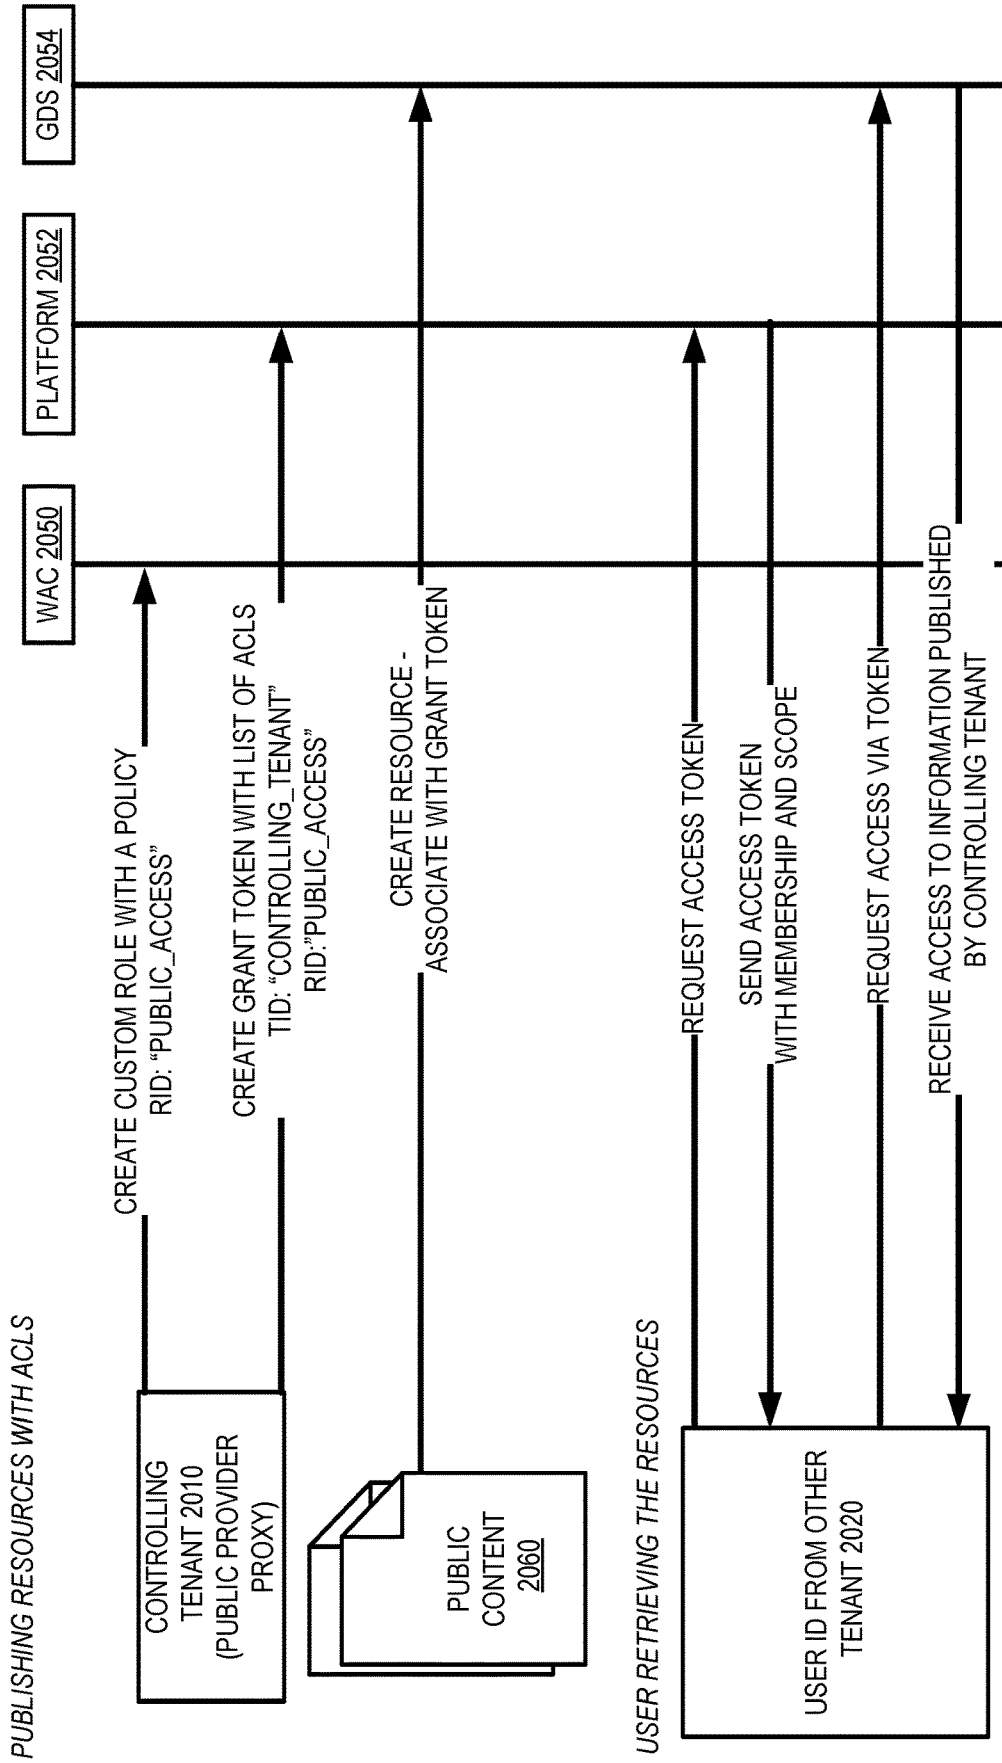 PUBLISHING RESOURCES WITH ACLS
WAC 2050
PLATFORM 2052
GDS 2054
CONTROLLING
TENANT 2010
(PUBLIC PROVIDER
PROXY)
CREATE CUSTOM ROLE WITH A POLICY
RID: “PUBLIC_ACCESS”
CREATE GRANT TOKEN WITH LIST OF ACLS
TID: “CONTROLLING_TENANT”
RID:”PUBLIC_ACCESS”
PUBLIC
CONTENT
2060
CREATE RESOURCE -
ASSOCIATE WITH GRANT TOKEN
USER RETRIEVING THE RESOURCES
USER ID FROM OTHER
TENANT 2020
REQUEST ACCESS TOKEN
SEND ACCESS TOKEN
WITH MEMBERSHIP AND SCOPE
REQUEST ACCESS VIA TOKEN
RECEIVE ACCESS TO INFORMATION PUBLISHED
BY CONTROLLING TENANT